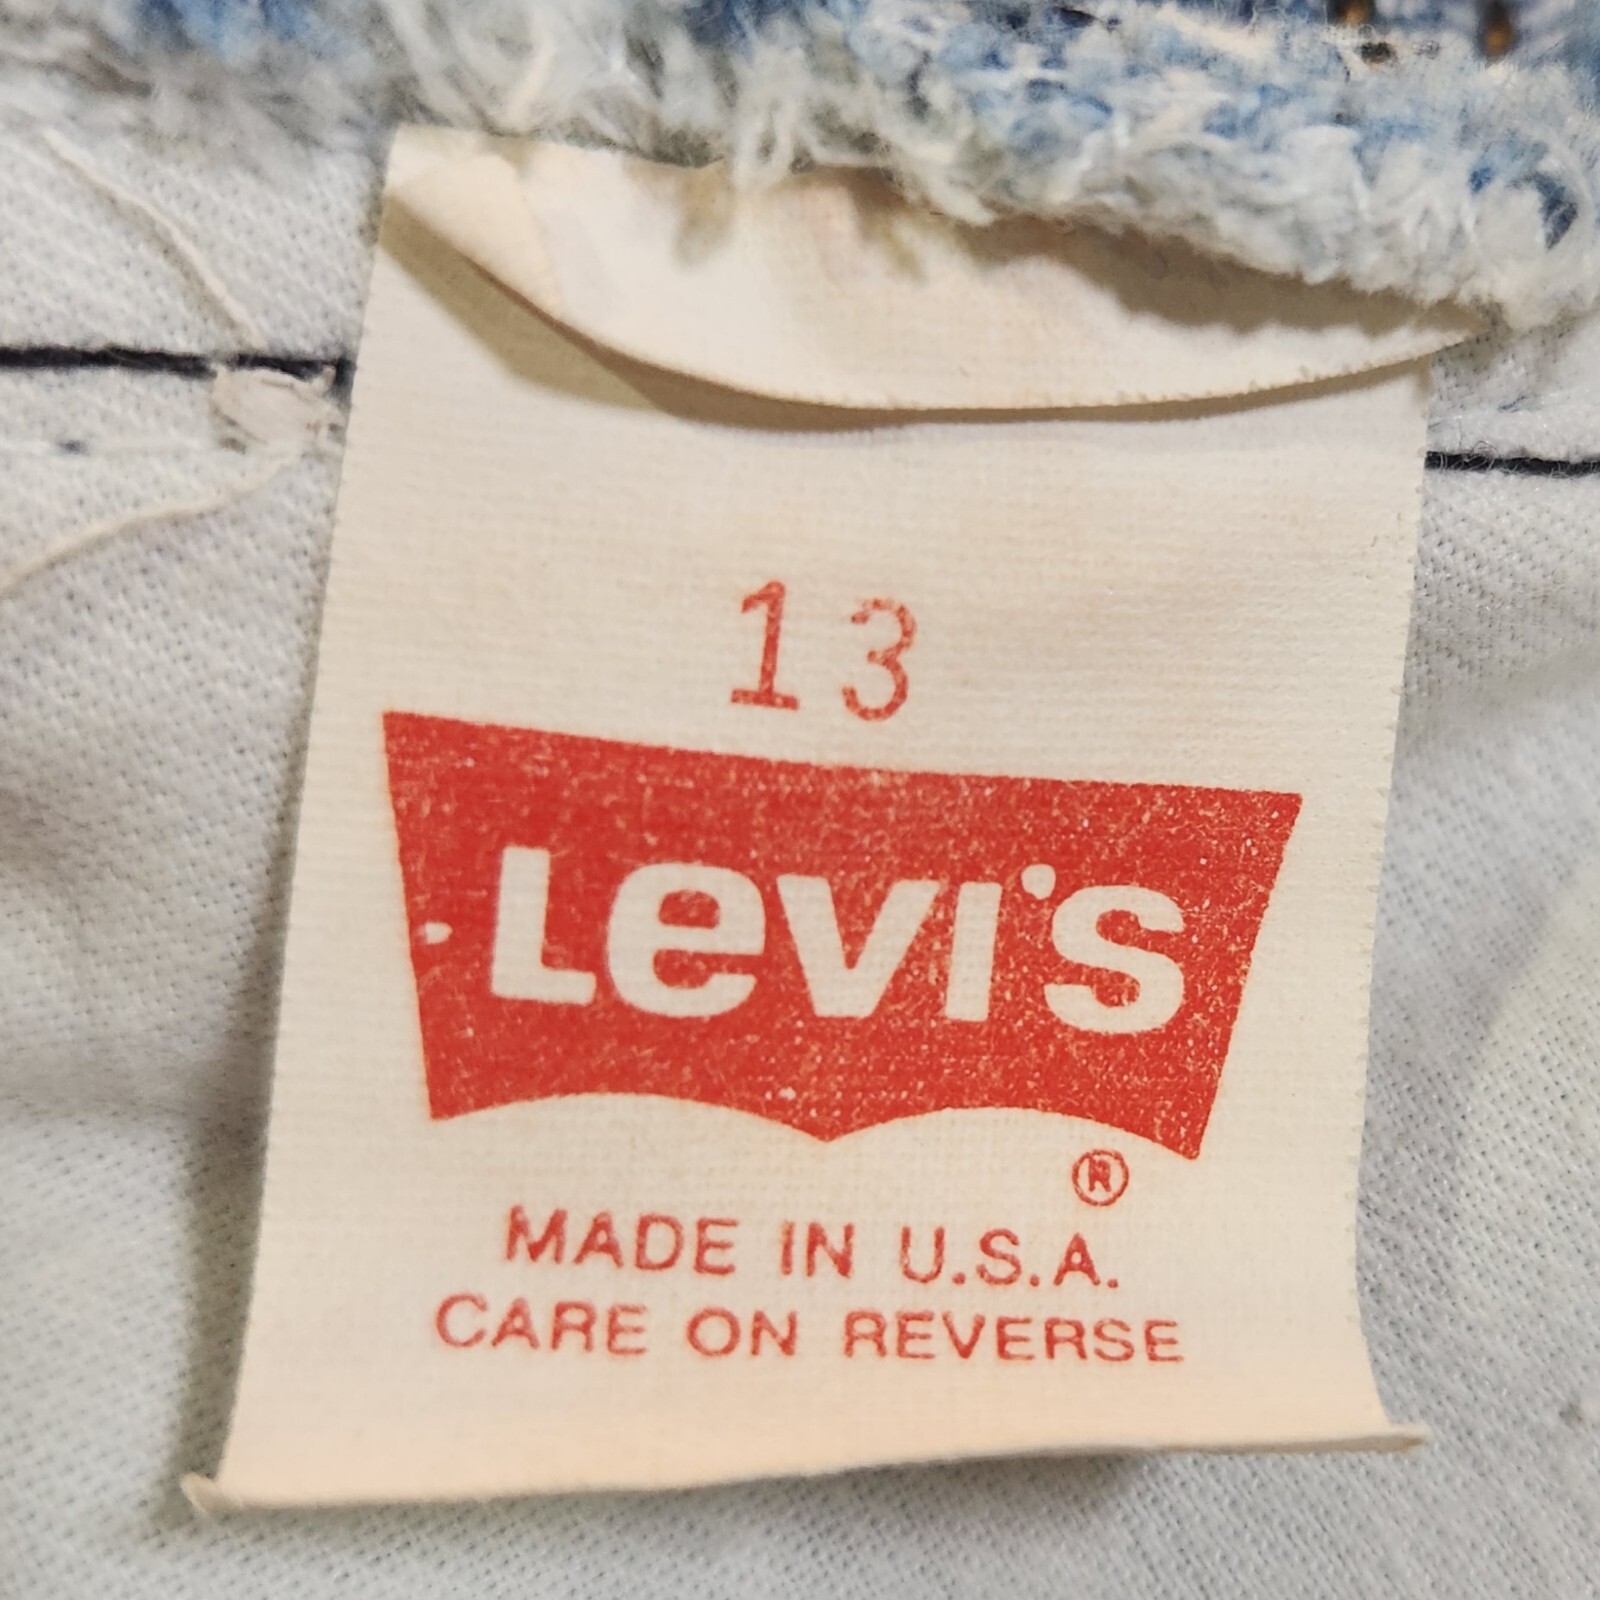 13
Levi's
®
MADE IN U.S.A.
CARE ON REVERSE